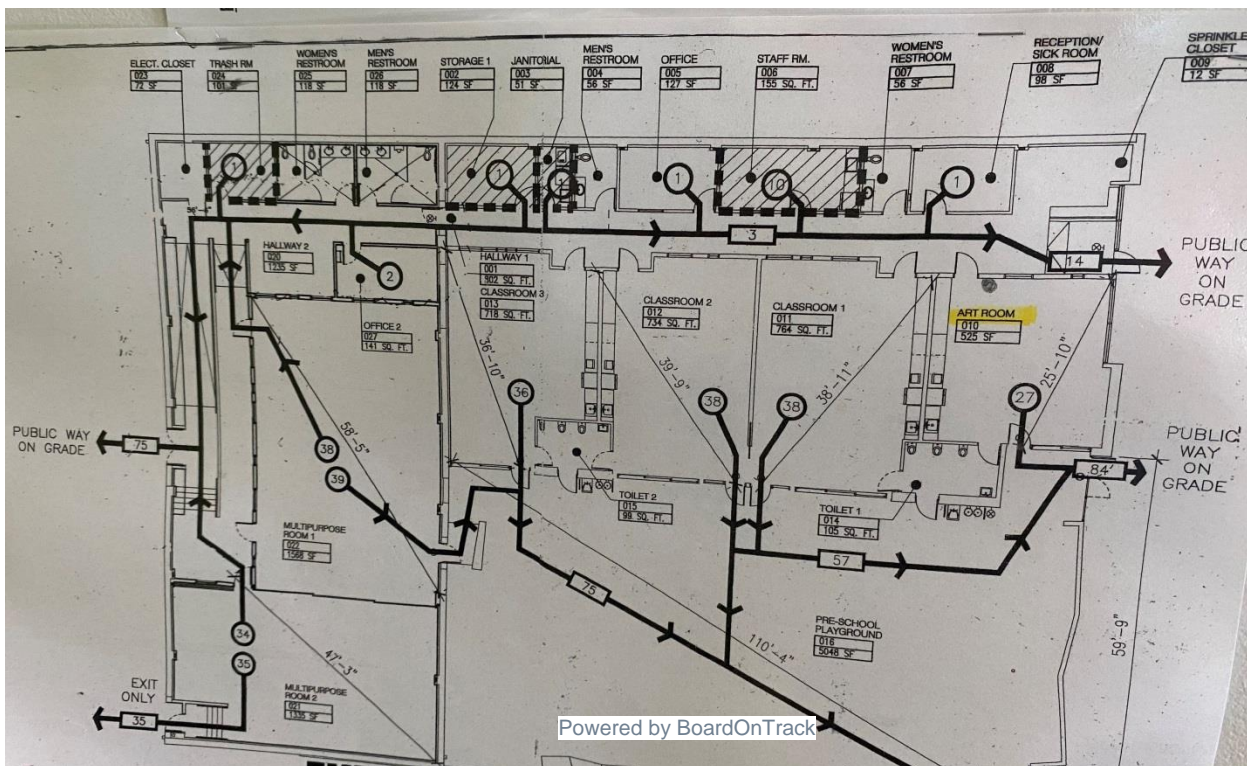 ELECT. CLOSET
023
72 SF
TRASH RM
024
101 SF
WOMEN'S
RESTROOM
025
118 SF
MEN'S
RESTROOM
026
118 SF
STORAGE 1
002
124 SF
JANITORIAL
003
51 SF.
MEN'S
RESTROOM
004
56 SF
OFFICE
005
127 SF
STAFF RM.
006
155 SQ. FT.
WOMEN'S
RESTROOM
007
56 SF
RECEPTION/
SICK ROOM
008
98 SF
SPRINKLE
CLOSET
009
12 SF
1
1
1
10
1
3
14
PUBLIC
WAY
ON
GRADE
HALLWAY 2
020
1235 SF
2
OFFICE 2
027
141 SQ. FT.
HALLWAY 1
001
502 SQ. FT.
CLASSROOM 3
013
718 SQ. FT.
CLASSROOM 2
012
734 SQ. FT.
CLASSROOM 1
011
764 SQ. FT.
ART ROOM
010
525 SF
36'-10"
39'-9"
38'-11"
25'-10"
36
38
38
27
PUBLIC WAY
ON GRADE
75
58'-5"
38
39
PUBLIC
WAY
ON
GRADE
84
MULTIPURPOSE
ROOM 1
022
1566 SF
TOILET 2
015
99 SQ. FT.
TOILET 1
014
105 SQ. FT.
57
75
34
35
47'-3"
110'-4"
PRE-SCHOOL
PLAYGROUND
016
5048 SF
59'-9"
EXIT
ONLY
35
MULTIPURPOSE
ROOM 2
021
1335 SF
Powered by BoardOnTrack